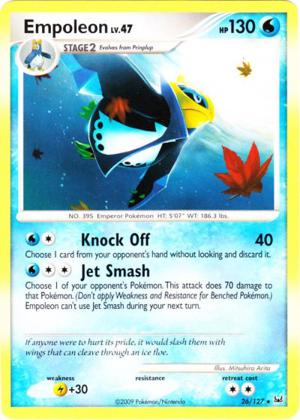 Empoleon LV.47
HP 130
STAGE 2 Evolves from Prinplup
NO. 395 Emperor Pokémon HT: 5'07" WT: 186.3 lbs.
Knock Off 40
Choose 1 card from your opponent's hand without looking and discard it.
Jet Smash
Choose 1 of your opponent's Pokémon. This attack does 70 damage to
that Pokémon. (Don't apply Weakness and Resistance for Benched Pokémon.)
Empoleon can't use Jet Smash during your next turn.
If anyone were to hurt its pride, it would slash them with
wings that can cleave through an ice floe.
Illus. Mitsuhiro Arita
weakness resistance retreat cost
+30
©2009 Pokémon/Nintendo 26/127